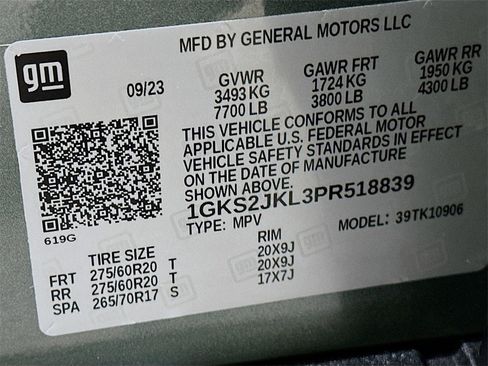 gm
MFD BY GENERAL MOTORS LLC
09/23
GVWR GAWR FRT GAWR RR
3493 KG 1724 KG 1950 KG
7700 LB 3800 LB 4300 LB
THIS VEHICLE CONFORMS TO ALL
APPLICABLE U.S. FEDERAL MOTOR
VEHICLE SAFETY STANDARDS IN EFFECT
ON THE DATE OF MANUFACTURE
SHOWN ABOVE.
1GKS2JKL3PR518839
TYPE: MPV MODEL: 39TK10906
619G
TIRE SIZE RIM
FRT 275/60R20 T 20X9J
RR 275/60R20 T 20X9J
SPA 265/70R17 S 17X7J